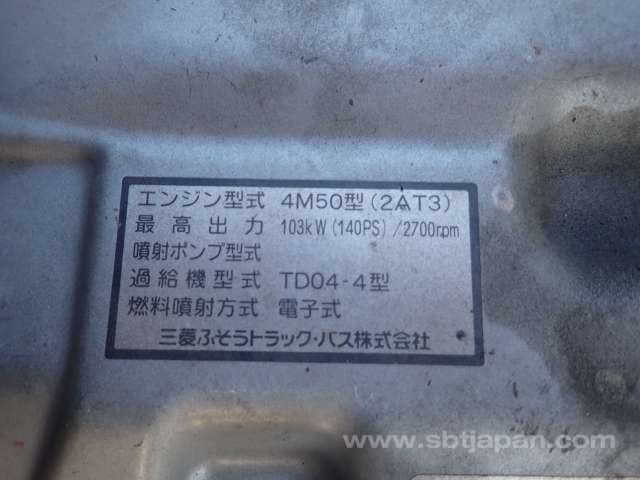 エンジン型式 4M50型(2AT3)
最高出力 103kW(140PS)/2700rpm
噴射ポンプ型式
過給機型式 TD04-4型
燃料噴射方式 電子式
三菱ふそうトラック・バス株式会社
www.sbtjapan.com